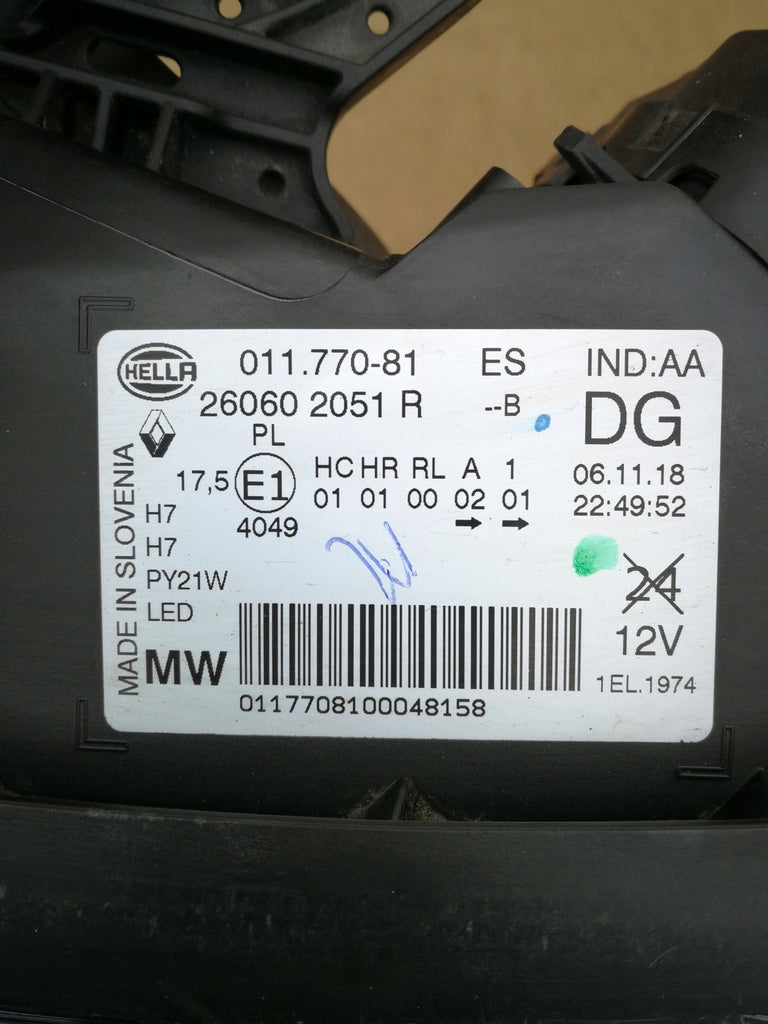 HELLA 011.770-81 ES IND:AA
26060 2051 R --B DG
PL
17,5 E1 HC HR RL A 1 06.11.18
01 01 00 02 01 22:49:52
4049 → →
H7
H7
PY21W 24
LED 12V
MW 1EL.1974
0117708100048158
MADE IN SLOVENIA